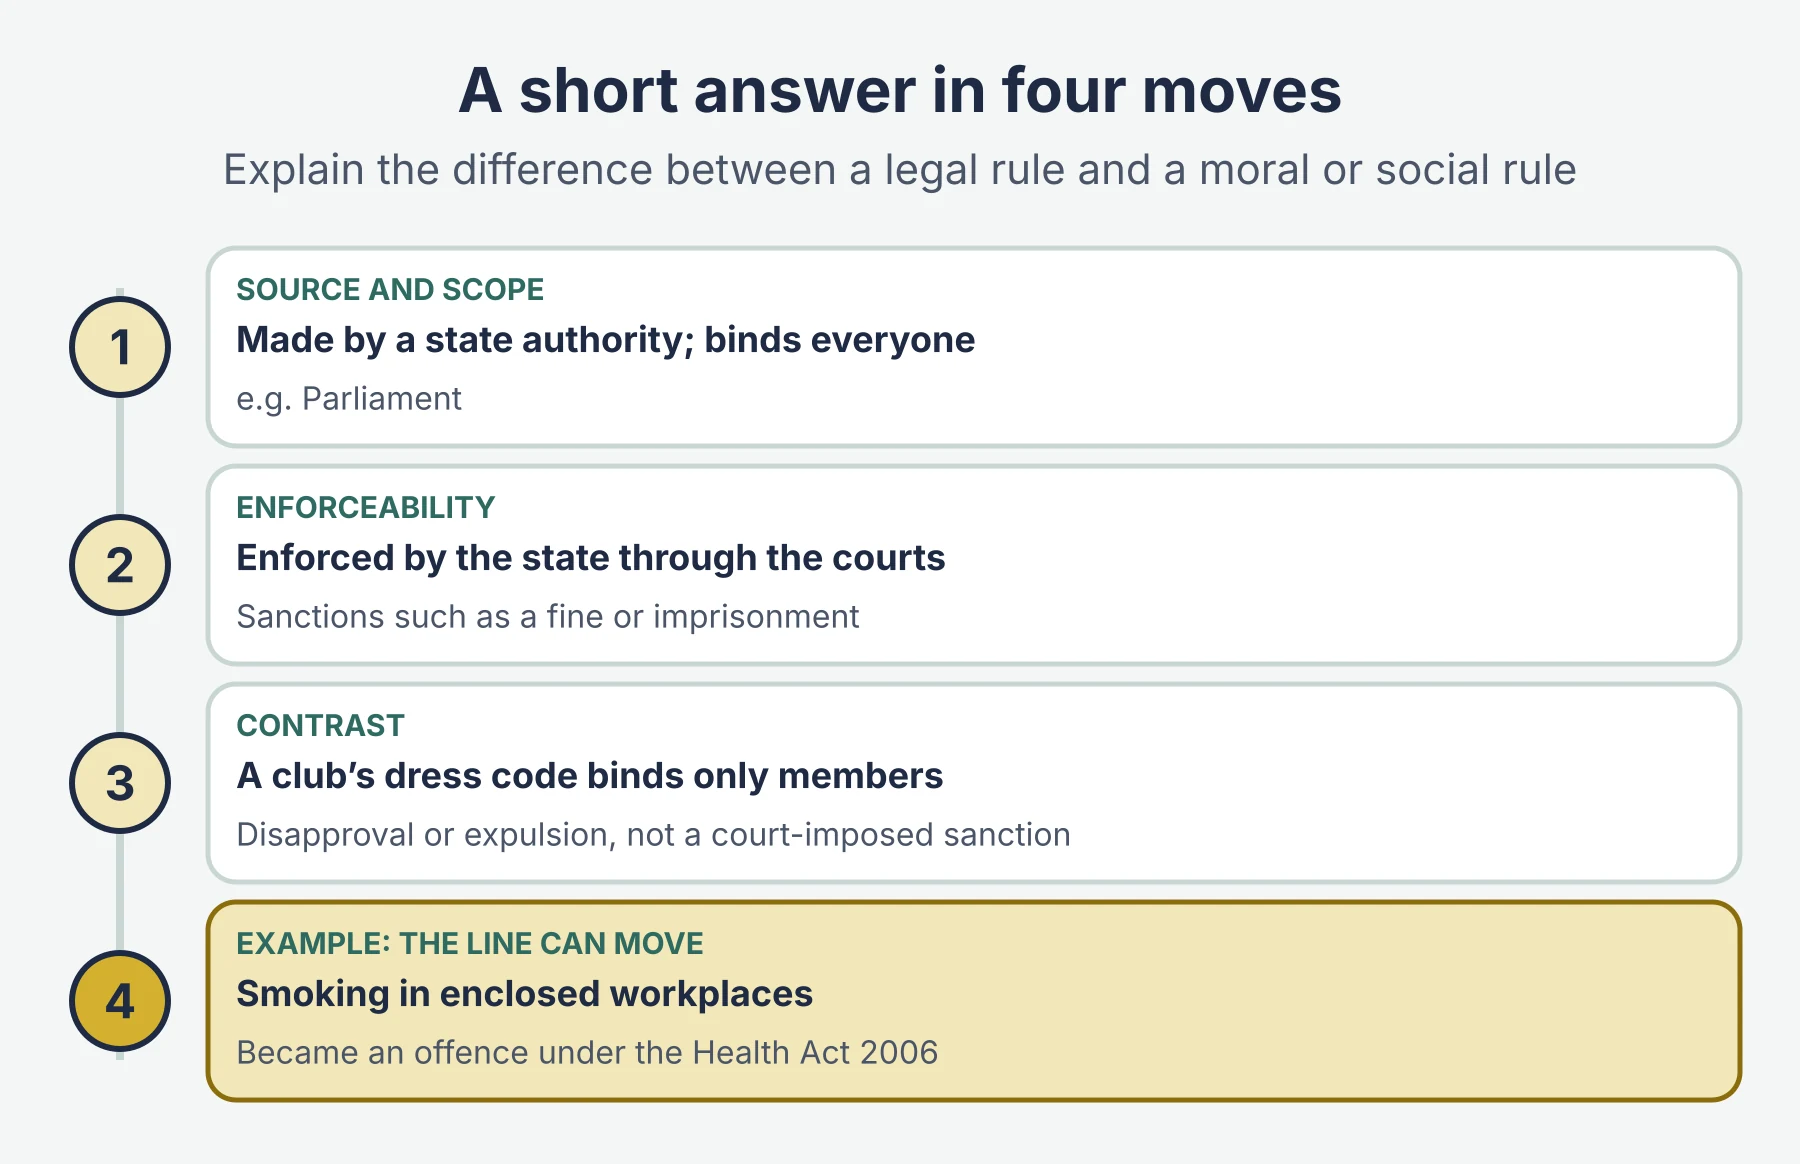 A short answer in four moves
Explain the difference between a legal rule and a moral or social rule
1
SOURCE AND SCOPE
Made by a state authority; binds everyone
e.g. Parliament
2
ENFORCEABILITY
Enforced by the state through the courts
Sanctions such as a fine or imprisonment
3
CONTRAST
A club’s dress code binds only members
Disapproval or expulsion, not a court-imposed sanction
4
EXAMPLE: THE LINE CAN MOVE
Smoking in enclosed workplaces
Became an offence under the Health Act 2006